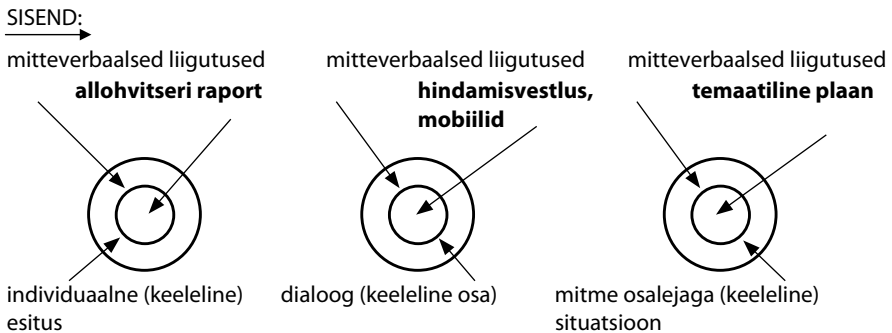 SISEND:
mitteverbaalsed liigutused
allohvitseri raport
individuaalne (keeleline)
esitus
mitteverbaalsed liigutused
hindamisvestlus,
mobiilid
dialoog (keeleline osa)
mitteverbaalsed liigutused
temaatiline plaan
mitme osalejaga (keeleline)
situatsioon